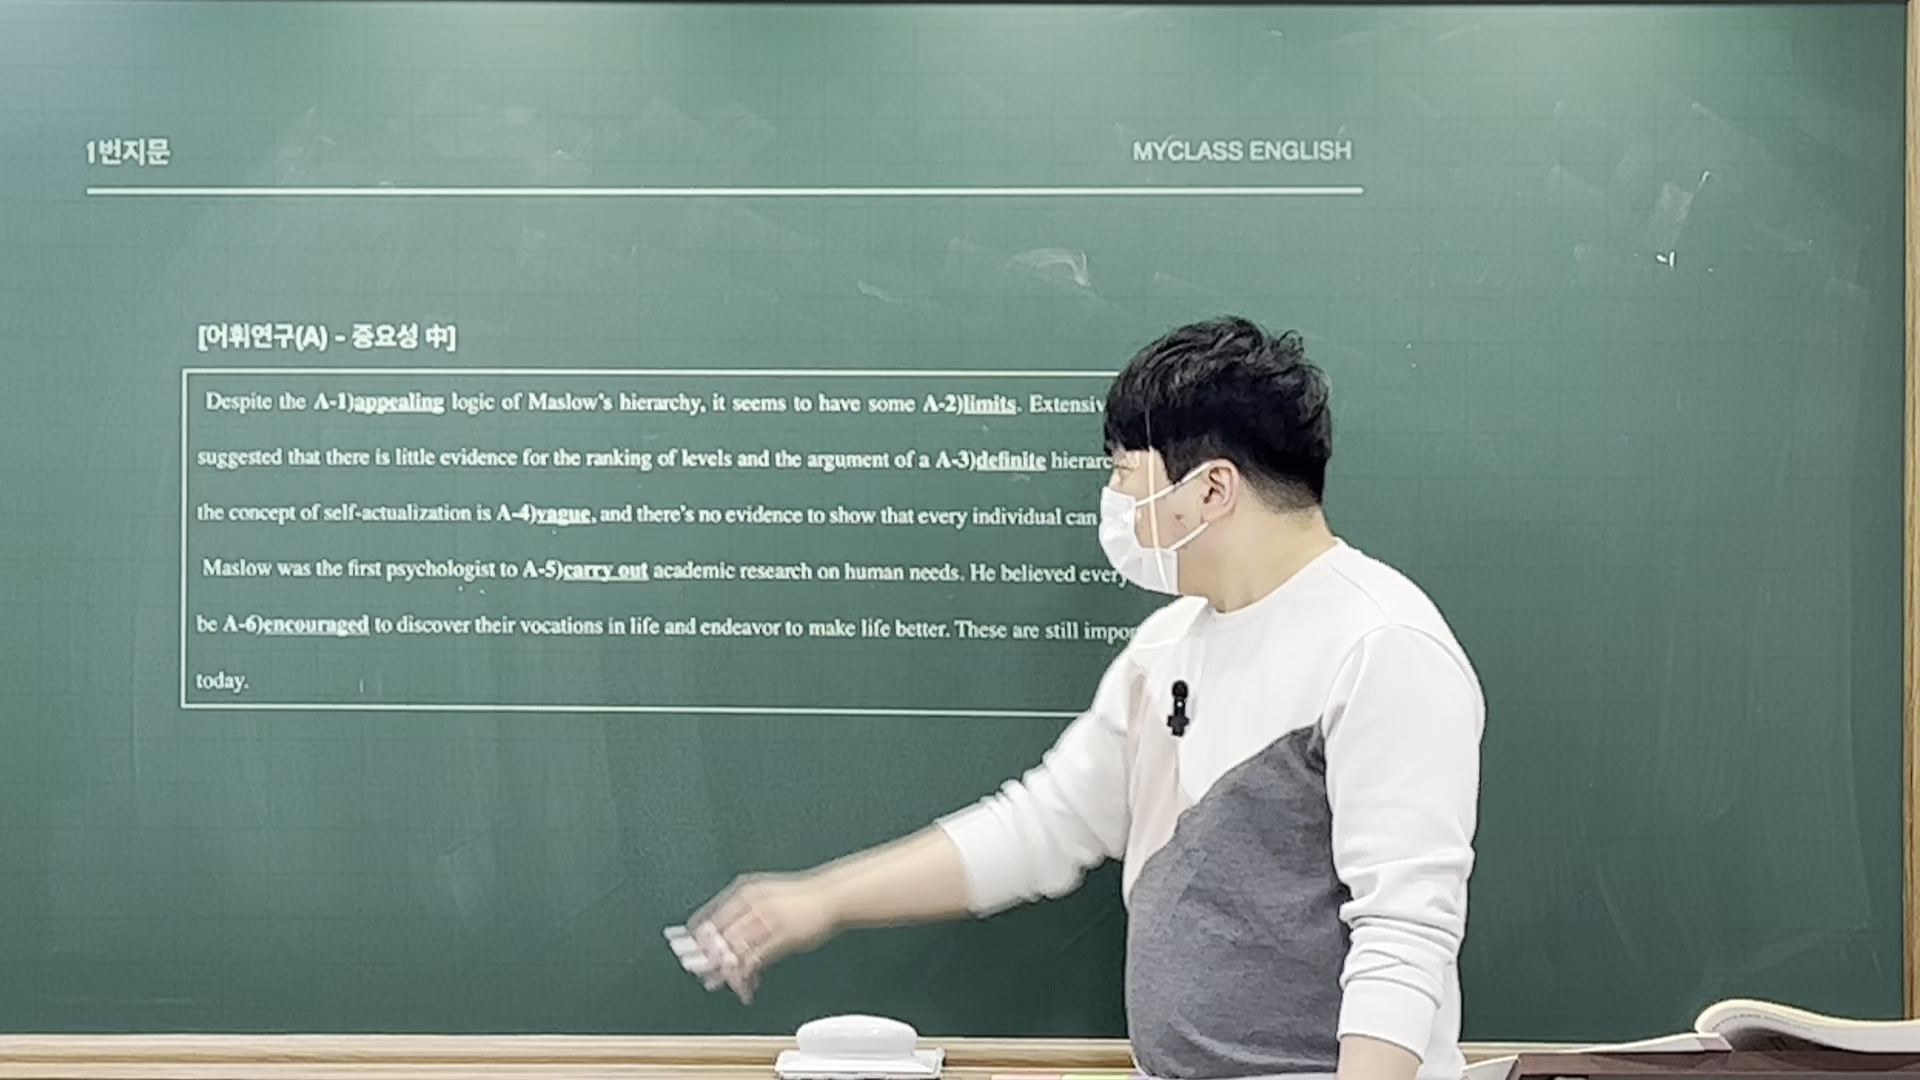 1번지문
MYCLASS ENGLISH
[어휘연구(A) - 중요성 中]
Despite the A-1)appealing logic of Maslow's hierarchy, it seems to have some A-2)limits. Extensiv
suggested that there is little evidence for the ranking of levels and the argument of a A-3)definite hierarc
the concept of self-actualization is A-4)vague, and there's no evidence to show that every individual can
Maslow was the first psychologist to A-5)carry out academic research on human needs. He believed every
be A-6)encouraged to discover their vocations in life and endeavor to make life better. These are still impor
today.